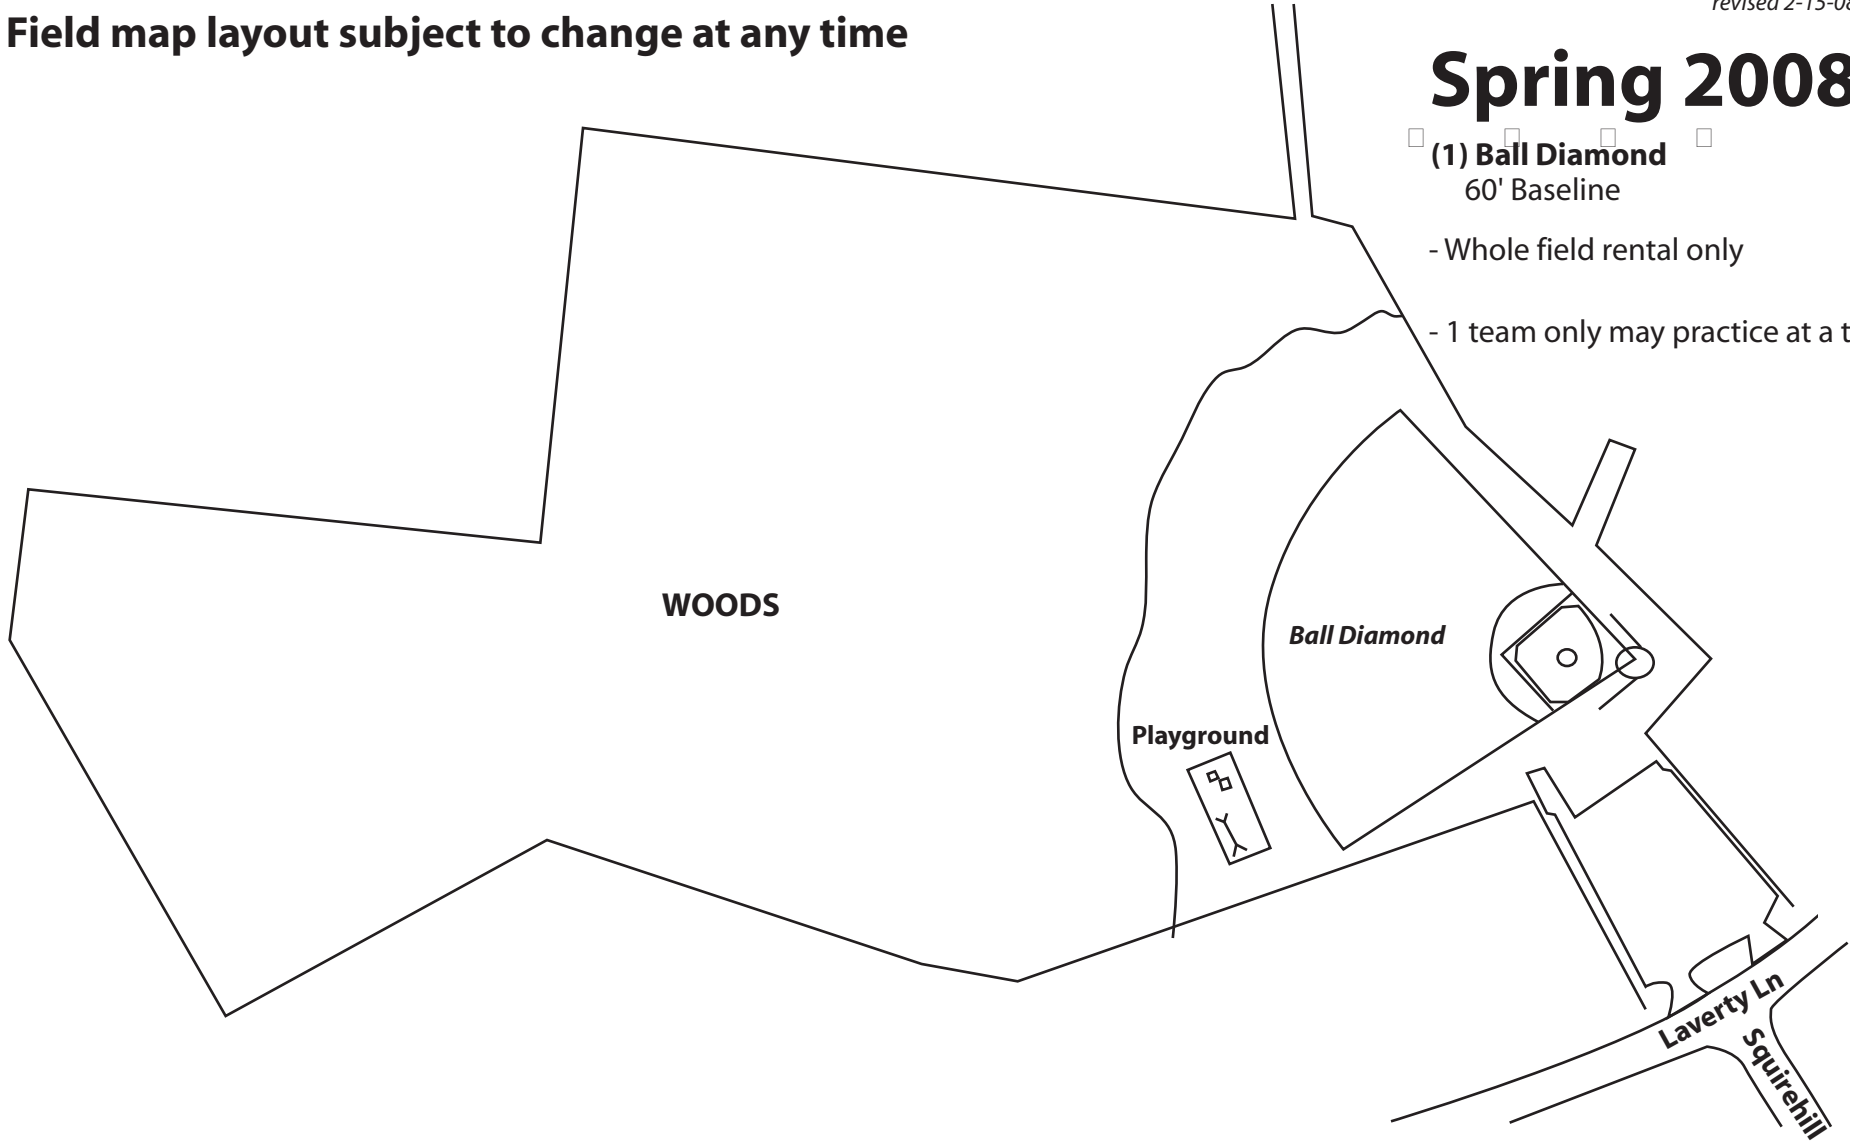 revised 2-15-08
Field map layout subject to change at any time
Spring 2008
(1) Ball Diamond
60' Baseline
- Whole field rental only
- 1 team only may practice at a t
WOODS
Ball Diamond
Playground
Laverty Ln
Squirehill